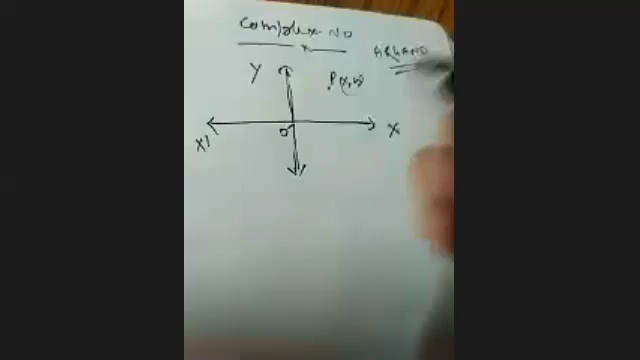 Complex NO
ARGAND
Y
P(x,y)
X'
O
X